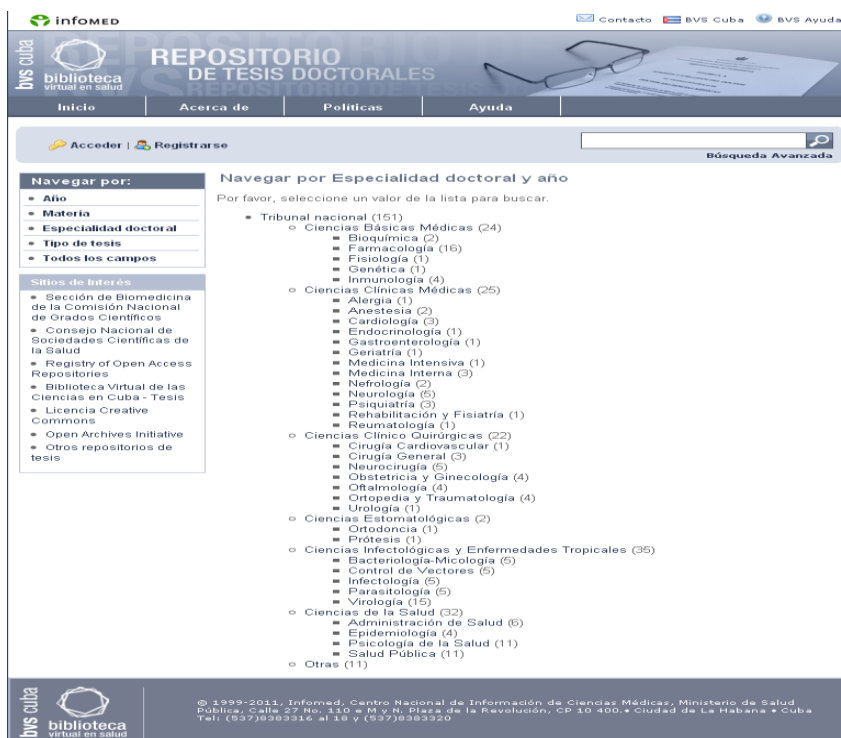 infomed
Contacto BVS Cuba BVS Ayuda
bvs cuba
biblioteca
virtual en salud
REPOSITORIO
DE TESIS DOCTORALES
Inicio Acerca de Políticas Ayuda
Acceder | Registrarse
Búsqueda Avanzada
Navegar por:
Año
Materia
Especialidad doctoral
Tipo de tesis
Todos los campos
Sitios de Interés
Sección de Biomedicina
de la Comisión Nacional
de Grados Científicos
Consejo Nacional de
Sociedades Científicas de
la Salud
Registry of Open Access
Repositories
Biblioteca Virtual de las
Ciencias en Cuba - Tesis
Licencia Creative
Commons
Open Archives Initiative
Otros repositorios de
tesis
Navegar por Especialidad doctoral y año
Por favor, seleccione un valor de la lista para buscar.
Tribunal nacional (151)
Ciencias Básicas Médicas (24)
Bioquímica (2)
Farmacología (16)
Fisiología (1)
Genética (1)
Inmunología (4)
Ciencias Clínicas Médicas (25)
Alergia (1)
Anestesia (2)
Cardiología (3)
Endocrinología (1)
Gastroenterología (1)
Geriatría (1)
Medicina Intensiva (1)
Medicina Interna (3)
Nefrología (2)
Neurología (5)
Psiquiatría (3)
Rehabilitación y Fisiatría (1)
Reumatología (1)
Ciencias Clínico Quirúrgicas (22)
Cirugía Cardiovascular (1)
Cirugía General (3)
Neurocirugía (5)
Obstetricia y Ginecología (4)
Oftalmología (4)
Ortopedia y Traumatología (4)
Urología (1)
Ciencias Estomatológicas (2)
Ortodoncia (1)
Prótesis (1)
Ciencias Infectológicas y Enfermedades Tropicales (35)
Bacteriología-Micología (5)
Control de Vectores (5)
Infectología (5)
Parasitología (5)
Virología (15)
Ciencias de la Salud (32)
Administración de Salud (6)
Epidemiología (4)
Psicología de la Salud (11)
Salud Pública (11)
Otras (11)
bvs cuba
biblioteca
virtual en salud
© 1999-2011, Infomed, Centro Nacional de Información de Ciencias Médicas, Ministerio de Salud
Pública, Calle 27 No. 110 e M y N. Plaza de la Revolución, CP 10 400.• Ciudad de La Habana • Cuba
Tel: (537)8383316 al 18 y (537)8383320